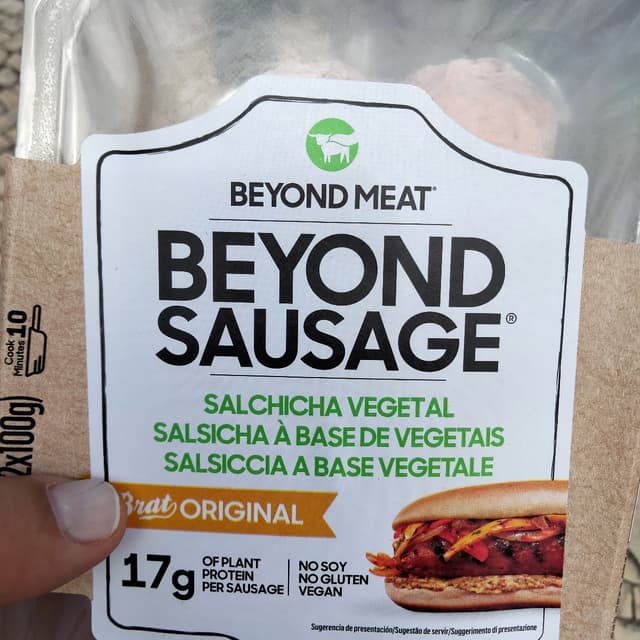 BEYOND MEAT®
BEYOND
SAUSAGE®
SALCHICHA VEGETAL
SALSICHA À BASE DE VEGETAIS
SALSICCIA A BASE VEGETALE
Brat ORIGINAL
17g
OF PLANT
PROTEIN
PER SAUSAGE
NO SOY
NO GLUTEN
VEGAN
Sugerencia de presentación/Sugestão de servir/Suggerimento di presentazione
Cook 10
Minutes
2x100g)